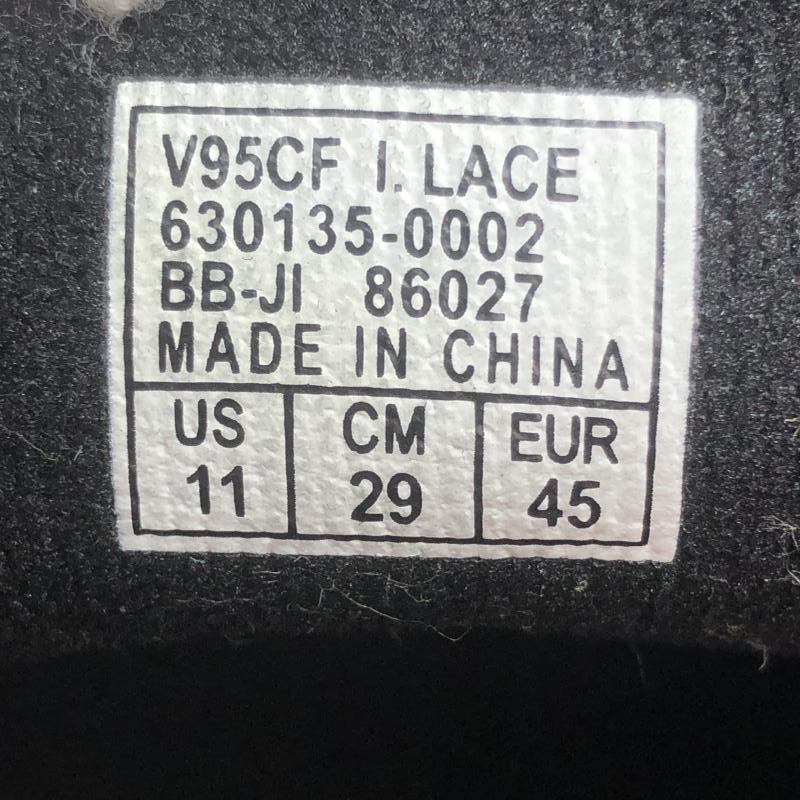 V95CF I. LACE
630135-0002
BB-JI 86027
MADE IN CHINA
US CM EUR
11 29 45